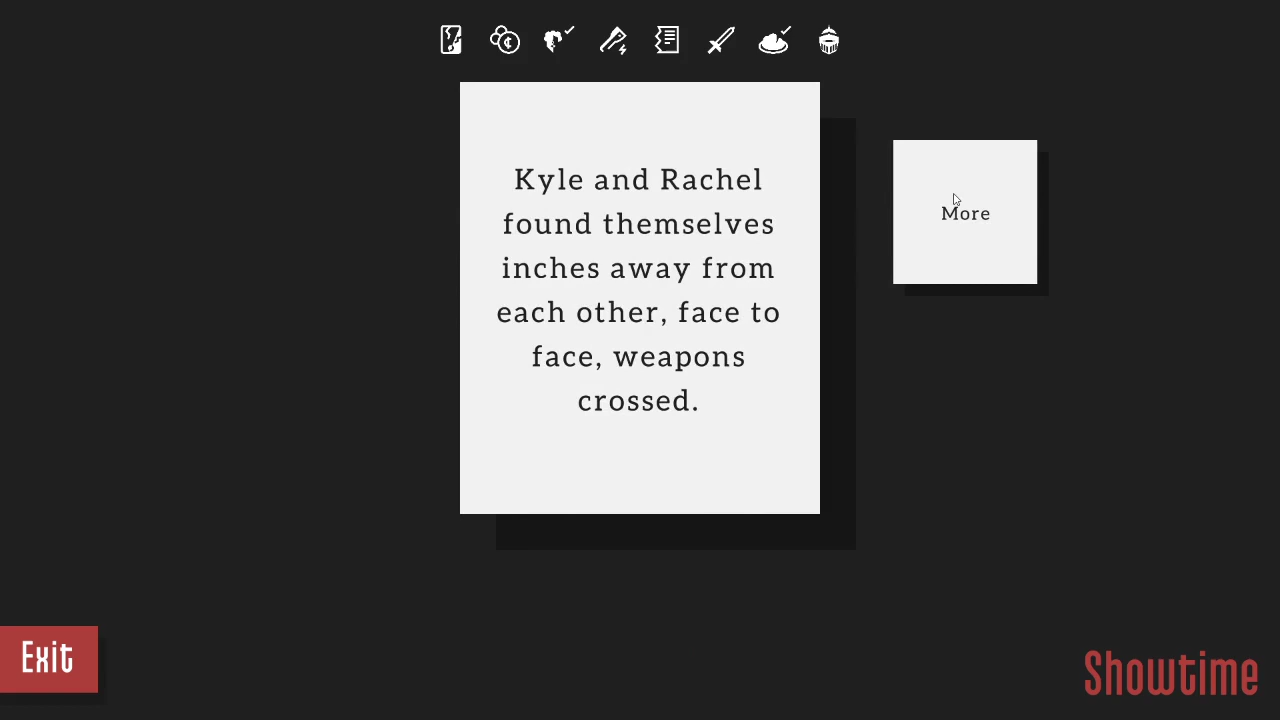 Kyle and Rachel
found themselves
inches away from
each other, face to
face, weapons
crossed.
More
Exit
Showtime